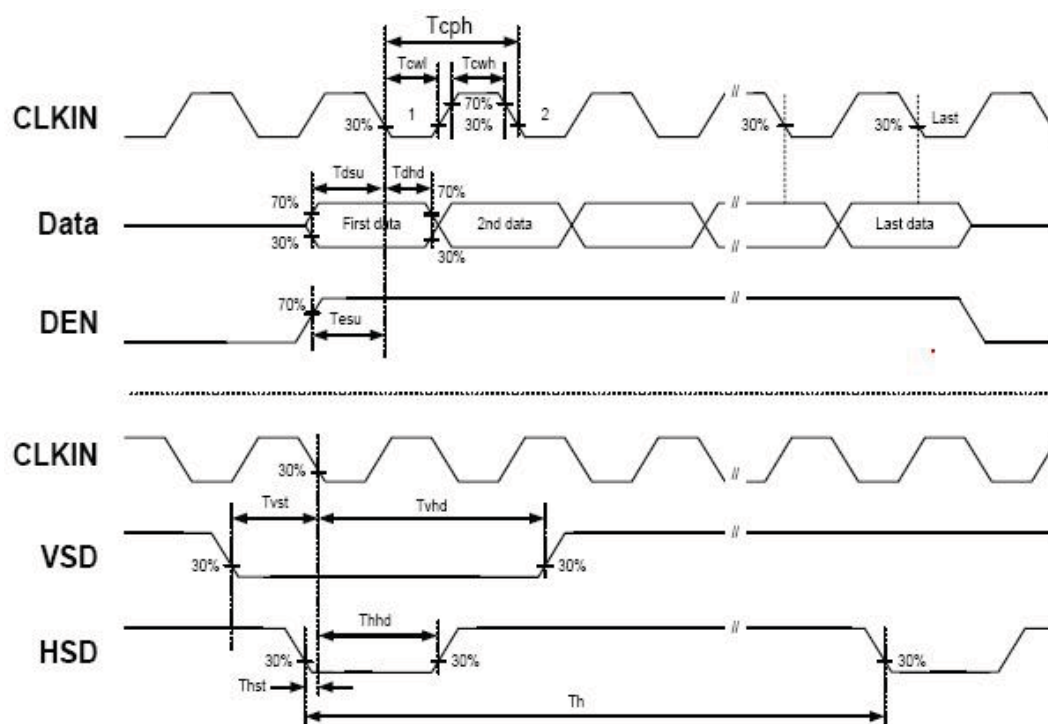 Tcph
Tcwl Tcwh
CLKIN 30% 1 70% 30% 2 // 30% 30% Last
Tdsu Tdhd
70% 70%
Data First data 2nd data // // Last data
30% 30%
70%
DEN Tesu //
CLKIN 30% //
Tvst Tvhd
VSD 30% 30% //
Thhd
HSD 30% 30% // 30%
Thst
Th